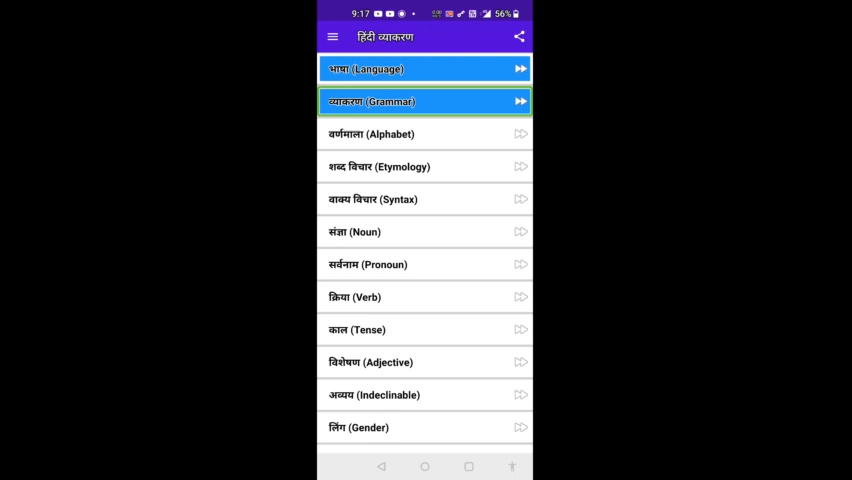 9:17 56%
हिंदी व्याकरण
भाषा (Language)
व्याकरण (Grammar)
वर्णमाला (Alphabet)
शब्द विचार (Etymology)
वाक्य विचार (Syntax)
संज्ञा (Noun)
सर्वनाम (Pronoun)
क्रिया (Verb)
काल (Tense)
विशेषण (Adjective)
अव्यय (Indeclinable)
लिंग (Gender)